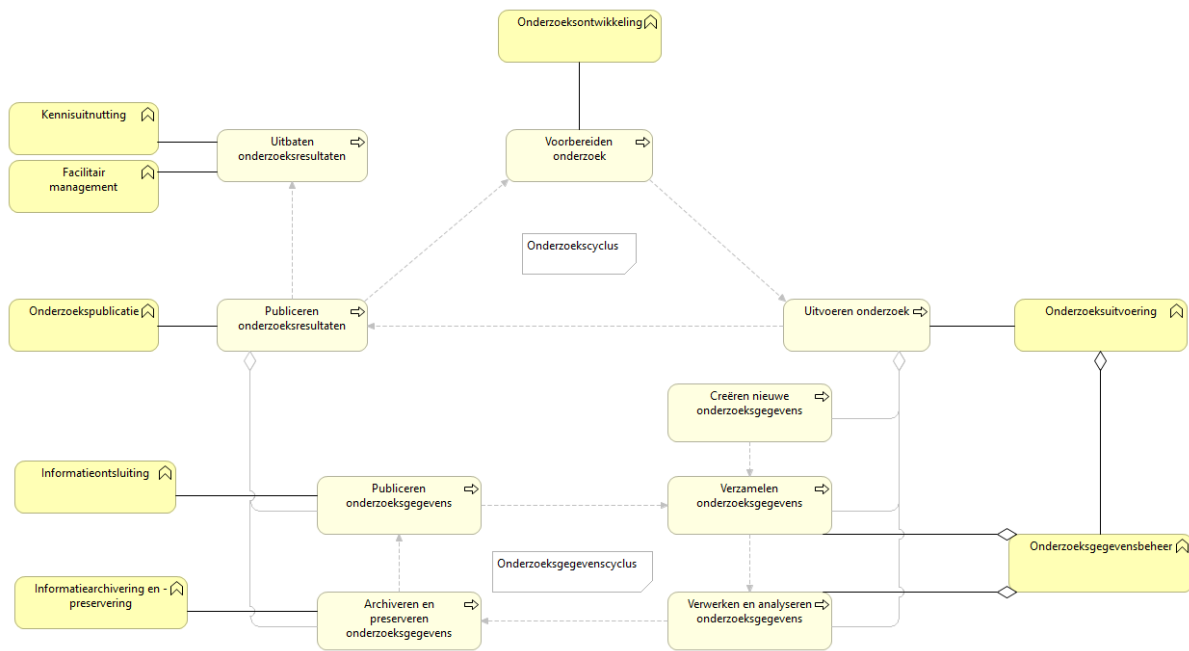 Onderzoeksontwikkeling
Kennisuitnutting
Facilitair
management
Uitbaten
onderzoeksresultaten
Voorbereiden
onderzoek
Onderzoekscyclus
Onderzoekspublicatie
Publiceren
onderzoeksresultaten
Uitvoeren onderzoek
Onderzoeksuitvoering
Creëren nieuwe
onderzoeksgegevens
Informatieontsluiting
Publiceren
onderzoeksgegevens
Verzamelen
onderzoeksgegevens
Onderzoeksgegevenscyclus
Onderzoeksgegevensbeheer
Informatiearchivering en -
preservering
Archiveren en
preserveren
onderzoeksgegevens
Verwerken en analyseren
onderzoeksgegevens